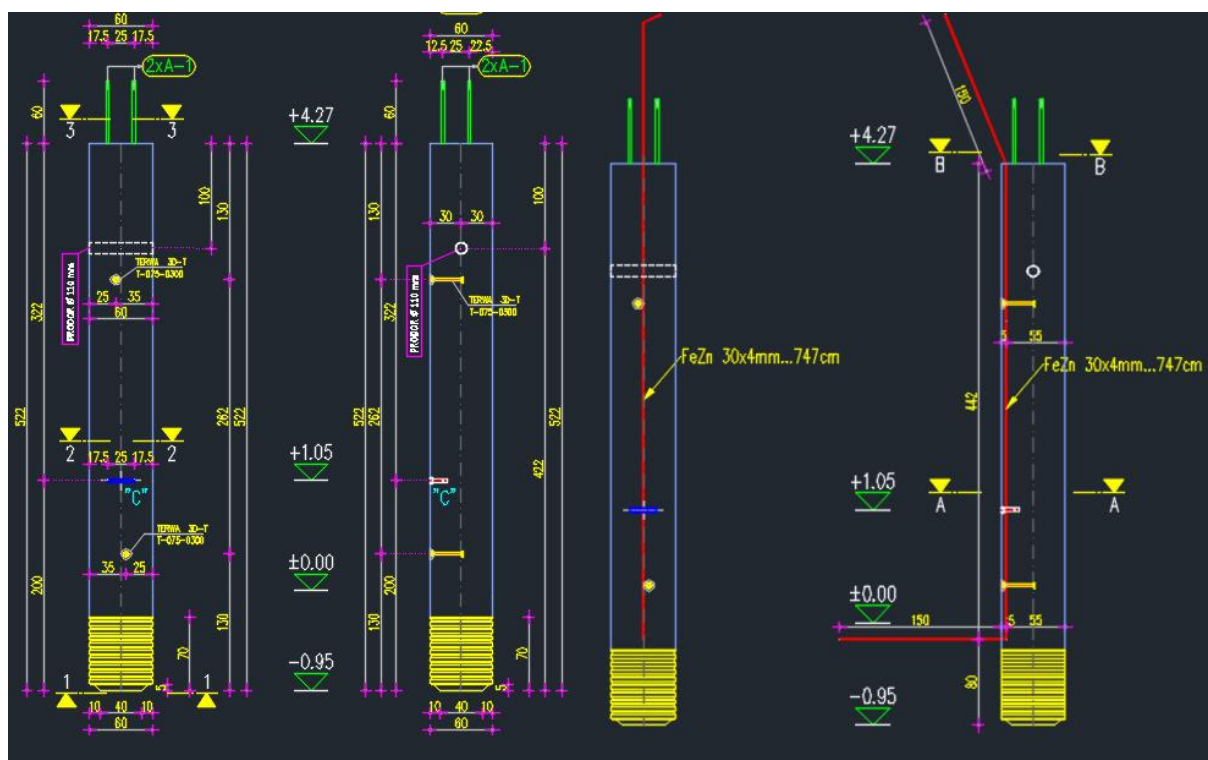 60
17.5 25 17.5
2xA-1
60
3 3
100
130
322
522
262
522
PRODOR Ø 110 mm
TERWA 3D-T
T-075-0300
25 35
60
2 2
17.5 25 17.5
"C"
TERWA 3D-T
T-075-0300
35 25
200
130
70
5
1 1
10 40 10
60
+4.27
+1.05
±0.00
-0.95
60
12.5 25 22.5
2xA-1
60
130
100
30 30
322
PRODOR Ø 110 mm
TERWA 3D-T
T-075-0300
522
262
422
522
"C"
200
130
70
5
10 40 10
60
FeZn 30x4mm...747cm
+4.27
+1.05
±0.00
-0.95
150
B B
5 55
FeZn 30x4mm...747cm
442
A A
150 5 55
80